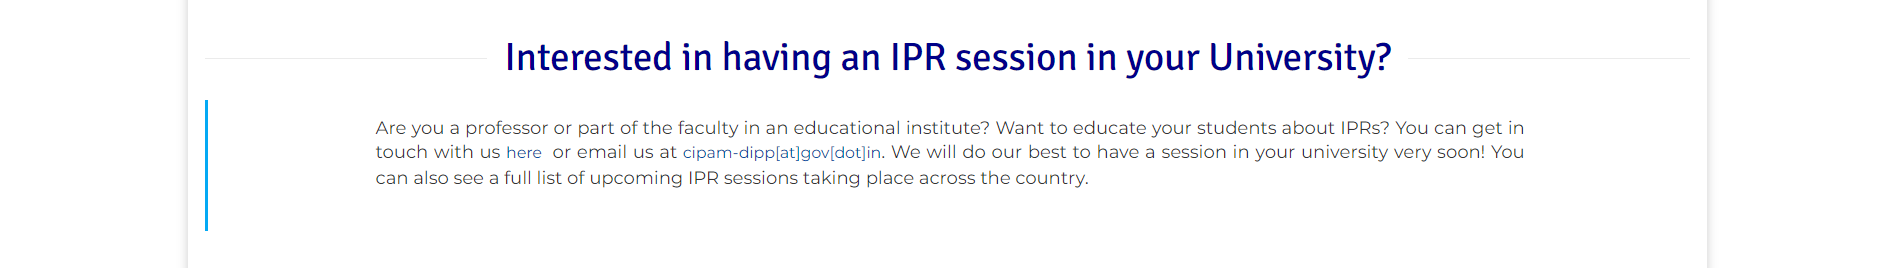 Interested in having an IPR session in your University?
Are you a professor or part of the faculty in an educational institute? Want to educate your students about IPRs? You can get in
touch with us here or email us at cipam-dipp[at]gov[dot]in. We will do our best to have a session in your university very soon! You
can also see a full list of upcoming IPR sessions taking place across the country.